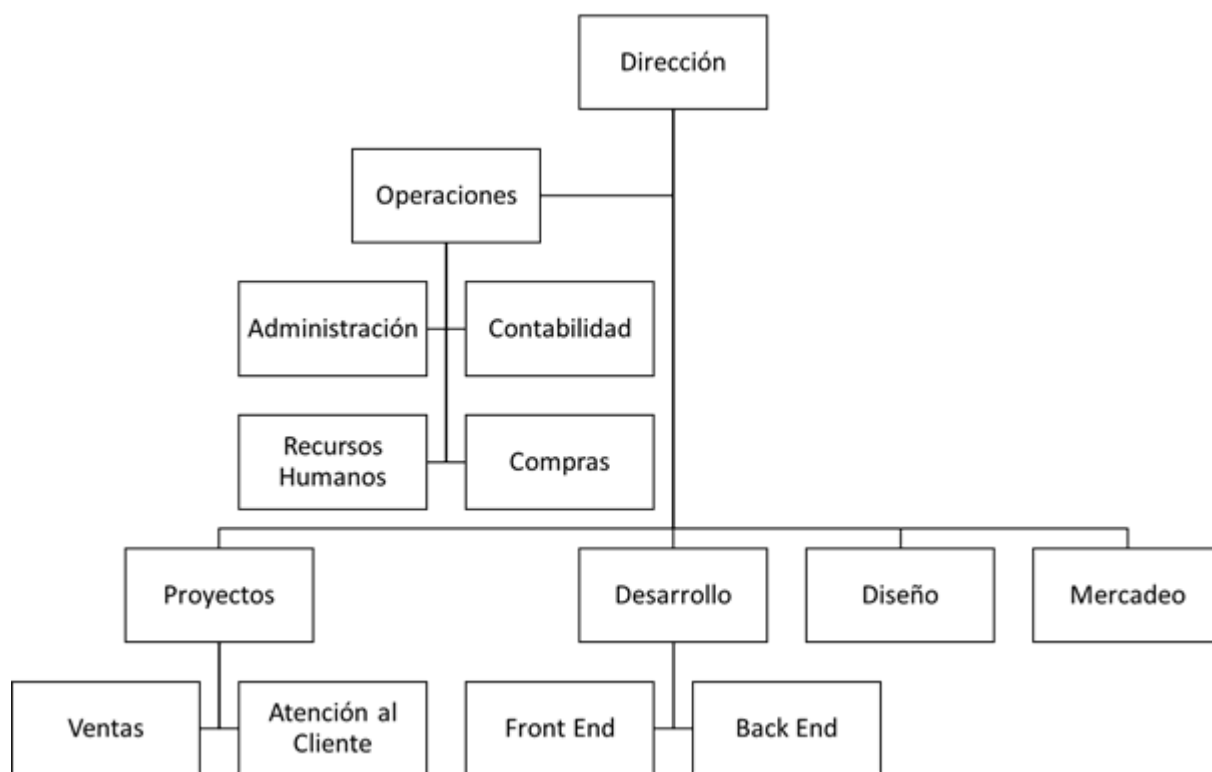 Dirección
Operaciones
Administración
Contabilidad
Recursos
Humanos
Compras
Proyectos
Desarrollo
Diseño
Mercadeo
Ventas
Atención al
Cliente
Front End
Back End